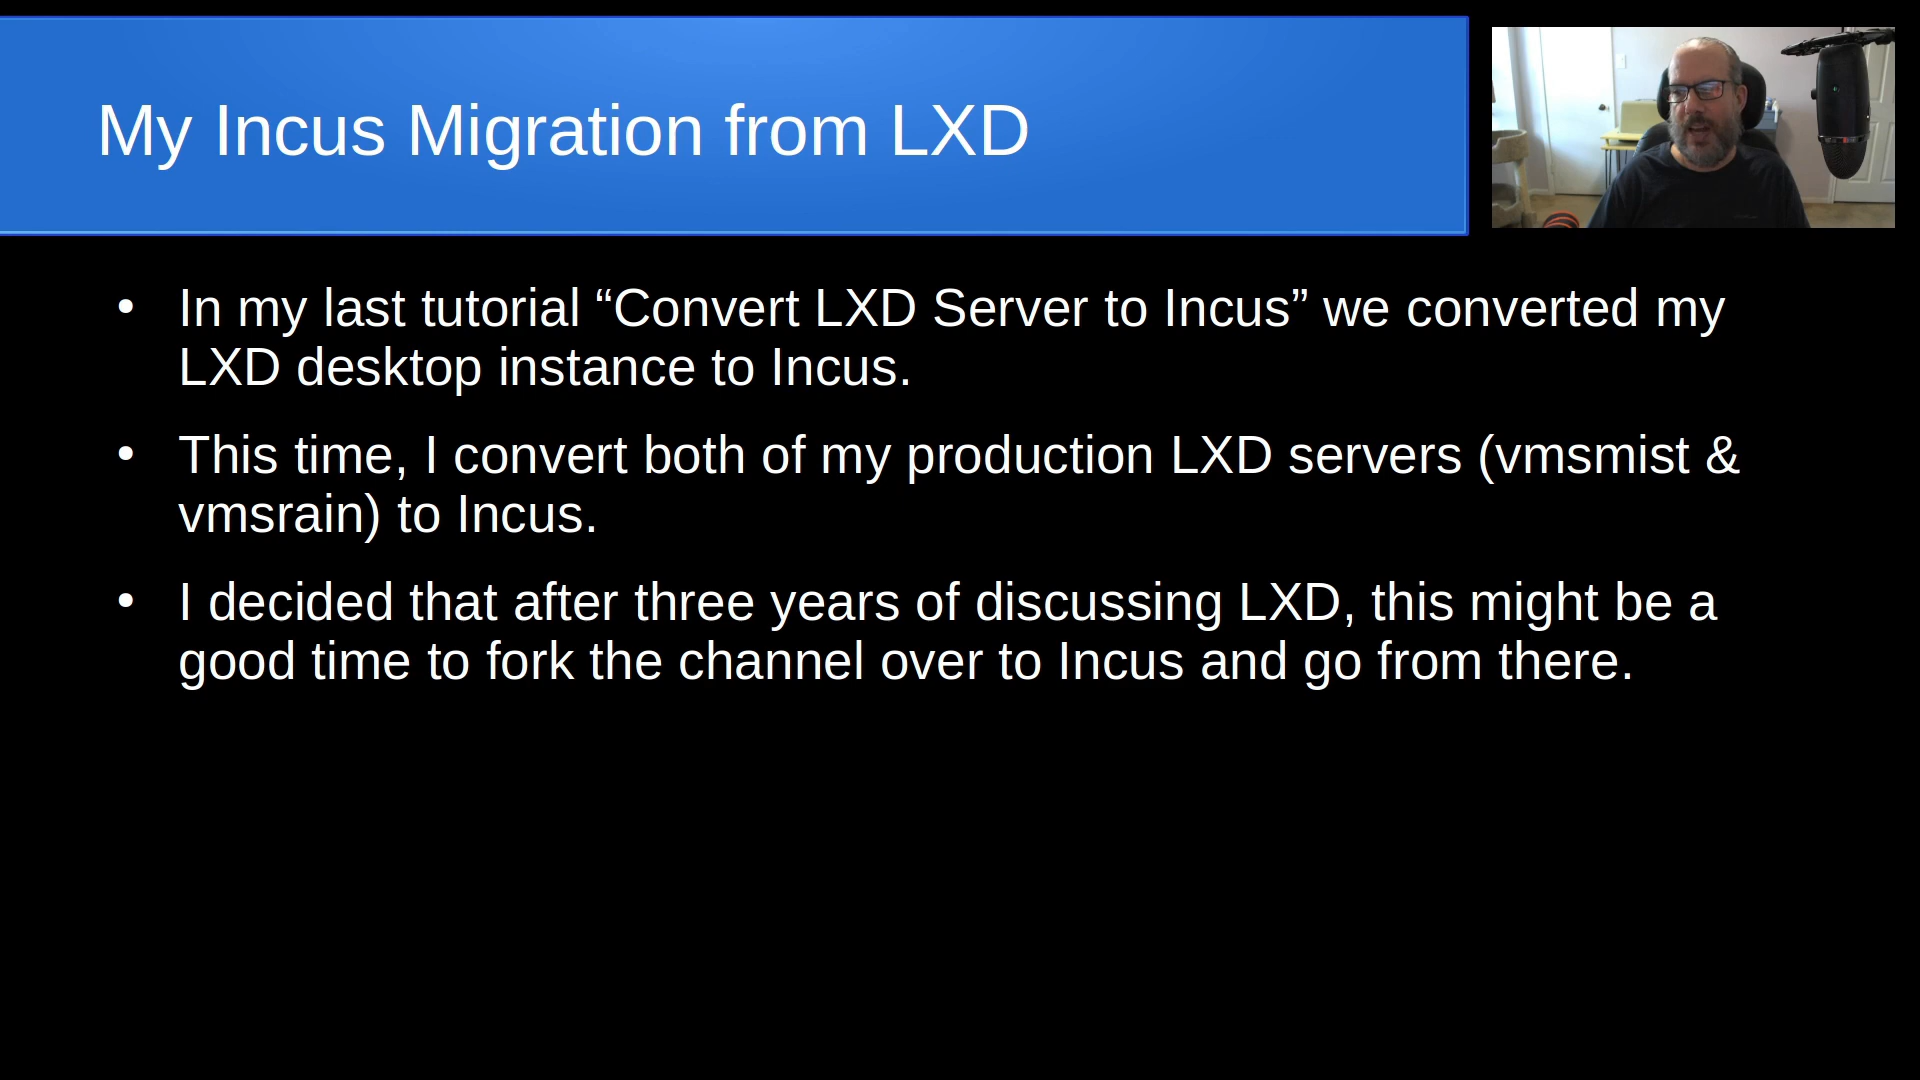 My Incus Migration from LXD
• In my last tutorial “Convert LXD Server to Incus” we converted my
LXD desktop instance to Incus.
• This time, I convert both of my production LXD servers (vmsmist &
vmsrain) to Incus.
• I decided that after three years of discussing LXD, this might be a
good time to fork the channel over to Incus and go from there.